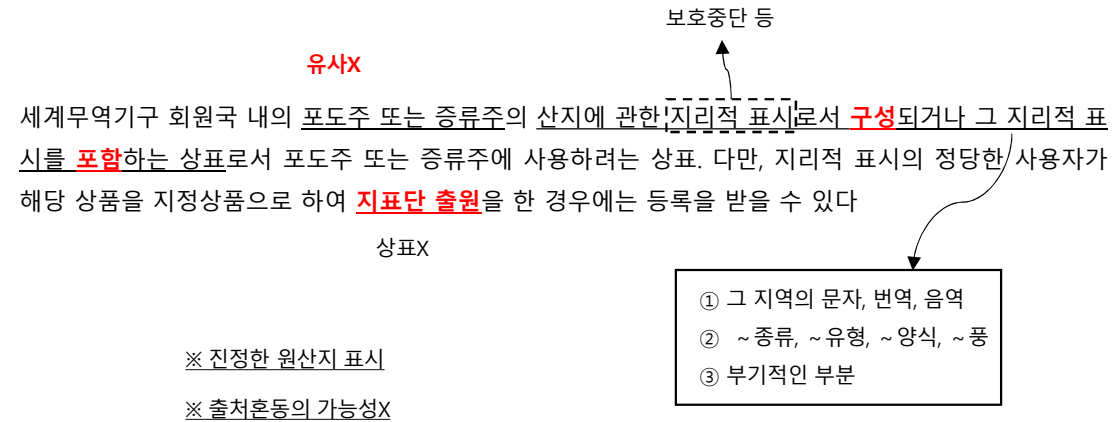 보호중단 등
유사X
세계무역기구 회원국 내의 포도주 또는 증류주의 산지에 관한 지리적 표시로서 구성되거나 그 지리적 표
시를 포함하는 상표로서 포도주 또는 증류주에 사용하려는 상표. 다만, 지리적 표시의 정당한 사용자가
해당 상품을 지정상품으로 하여 지표단 출원을 한 경우에는 등록을 받을 수 있다
상표X
① 그 지역의 문자, 번역, 음역
② ~종류, ~유형, ~양식, ~풍
③ 부기적인 부분
※ 진정한 원산지 표시
※ 출처혼동의 가능성X